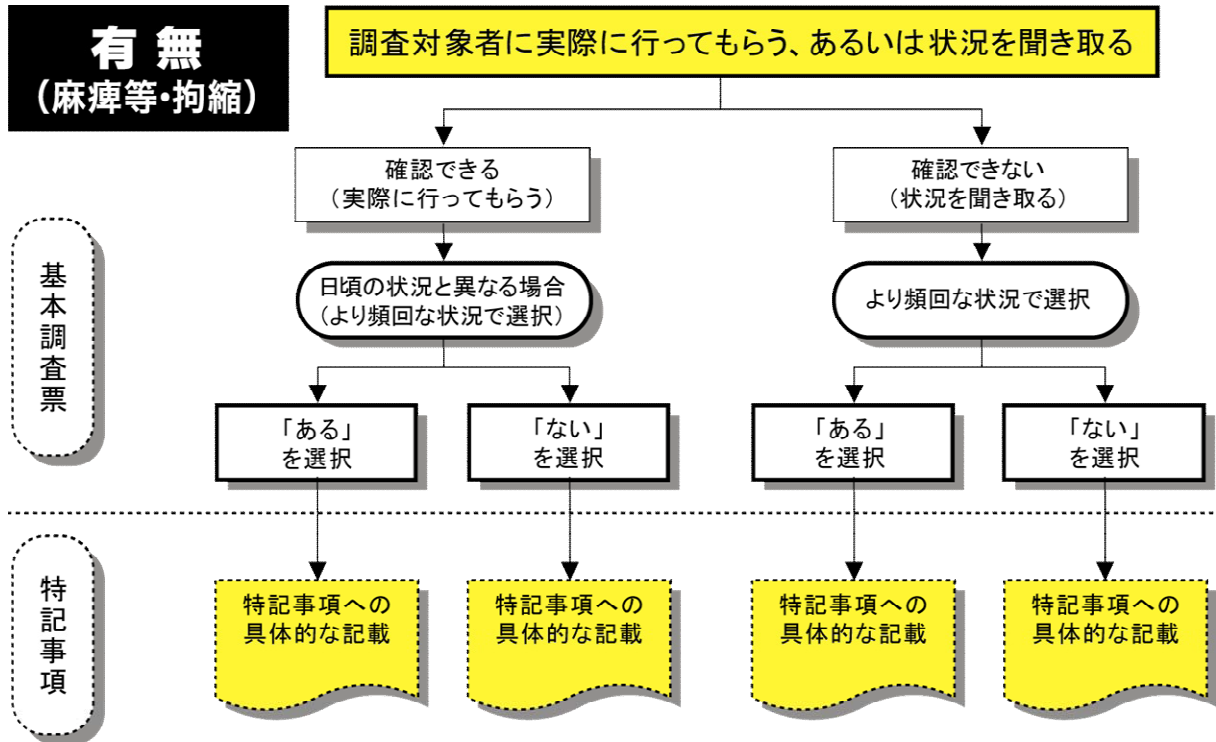 有無
（麻痺等・拘縮）
調査対象者に実際に行ってもらう、あるいは状況を聞き取る
確認できる
（実際に行ってもらう）
確認できない
（状況を聞き取る）
基本調査票
日頃の状況と異なる場合
（より頻回な状況で選択）
より頻回な状況で選択
「ある」
を選択
「ない」
を選択
「ある」
を選択
「ない」
を選択
特記事項
特記事項への
具体的な記載
特記事項への
具体的な記載
特記事項への
具体的な記載
特記事項への
具体的な記載